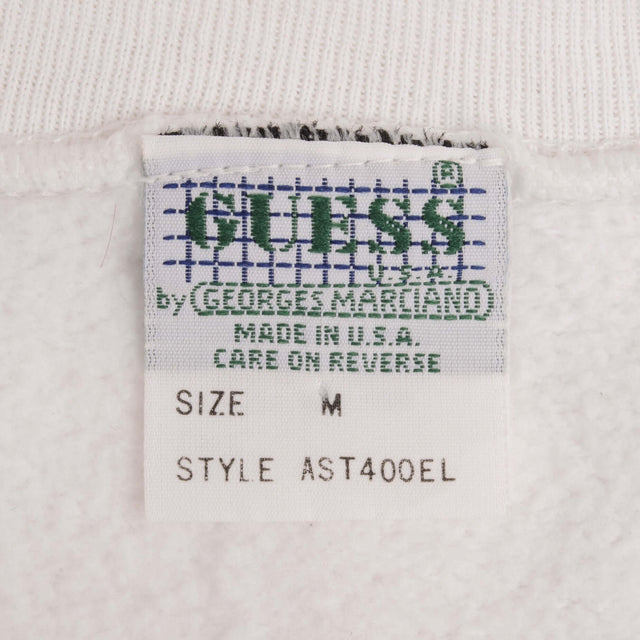 GUESS®
U.S.A
by GEORGES MARCIANO
MADE IN U.S.A.
CARE ON REVERSE
SIZE M
STYLE AST400EL